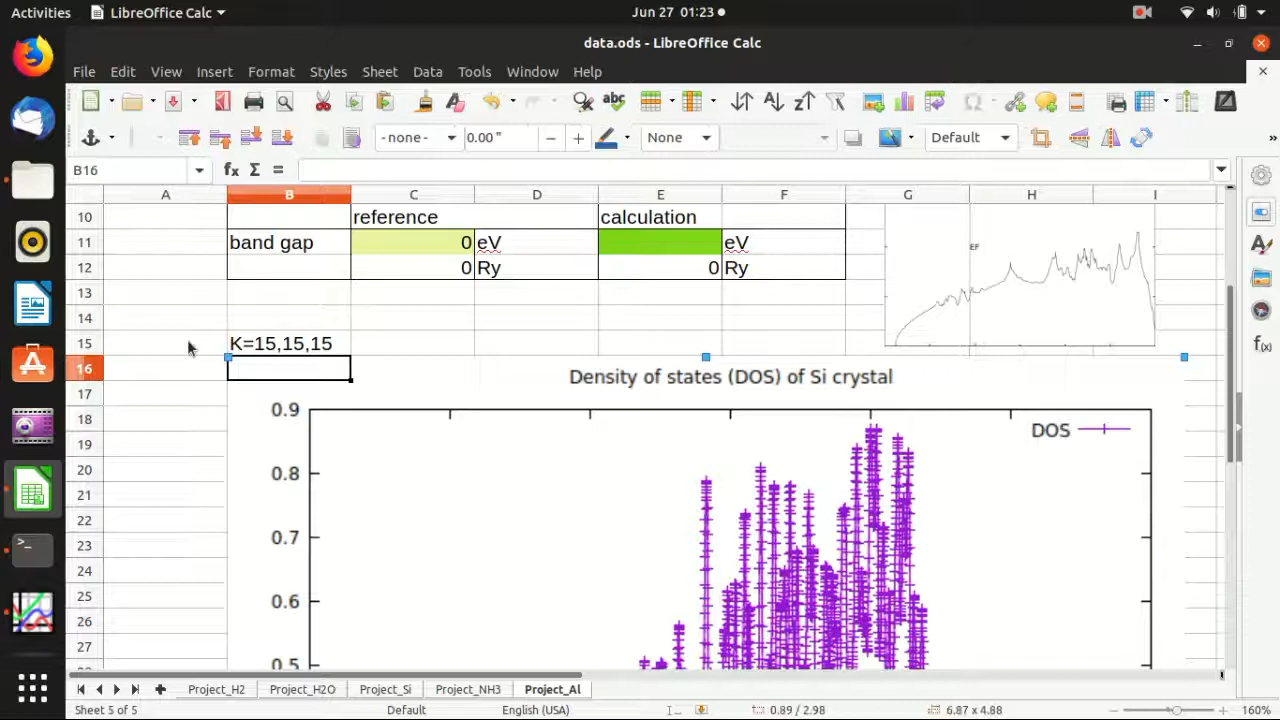 Activities LibreOffice Calc Jun 27 01:23
data.ods - LibreOffice Calc
File Edit View Insert Format Styles Sheet Data Tools Window Help
- none - 0.00 " None Default »
B16 fx Σ =
A B C D E F G H I
10 reference calculation
11 band gap 0 eV eV
EF
12 0 Ry 0 Ry
13
14
15 K=15,15,15
16 Density of states (DOS) of Si crystal
17
18 0.9 DOS
19
20 0.8
21
22
23 0.7
24
25 0.6
26
27 0.5
Project_H2 Project_H2O Project_Si Project_NH3 Project_Al
Sheet 5 of 5 Default English (USA) 0.89 / 2.98 6.87 x 4.88 160%